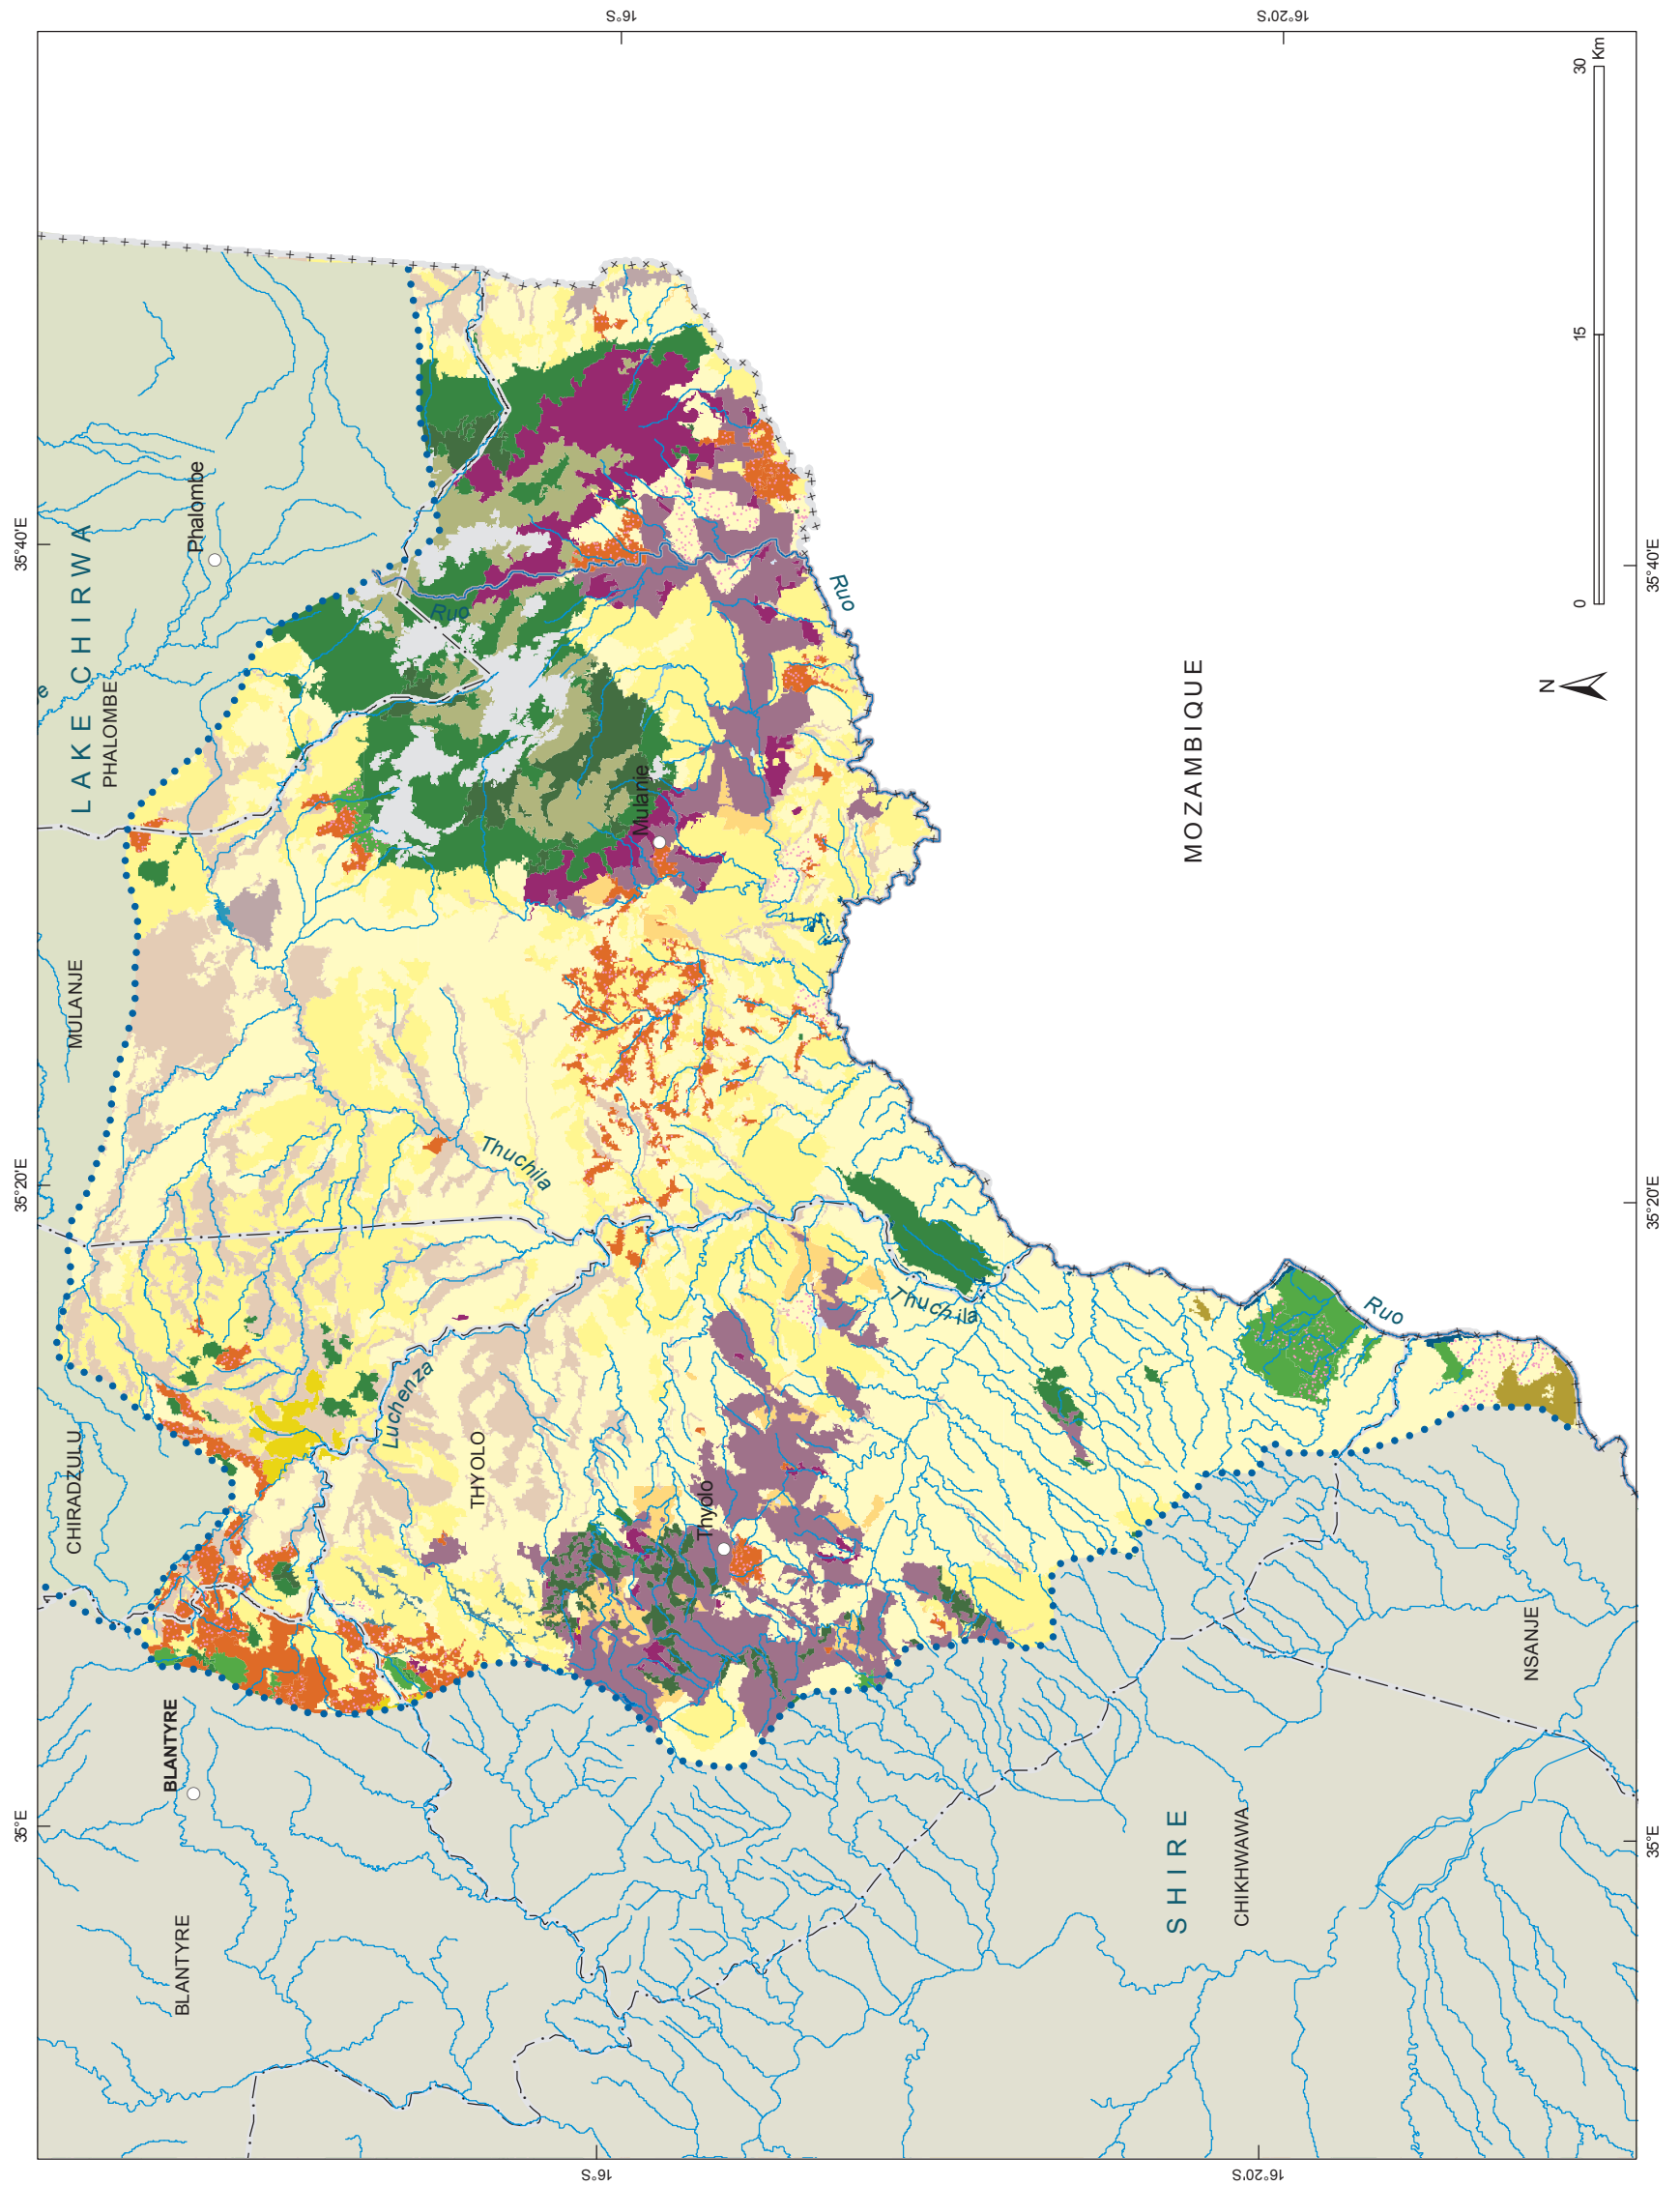 35°E
35°20'E
35°40'E
16°S
16°20'S
BLANTYRE
BLANTYRE
CHIRADZULU
MULANJE
LAKE CHIRWA
PHALOMBE
Phalombe
e
Ruo
Luchenza
Thuchila
THYOLO
Mulanje
Thyolo
Ruo
Thuchila
SHIRE
CHIKHWAWA
MOZAMBIQUE
Ruo
NSANJE
N
0
15
30
Km
16°S
16°20'S
35°E
35°20'E
35°40'E